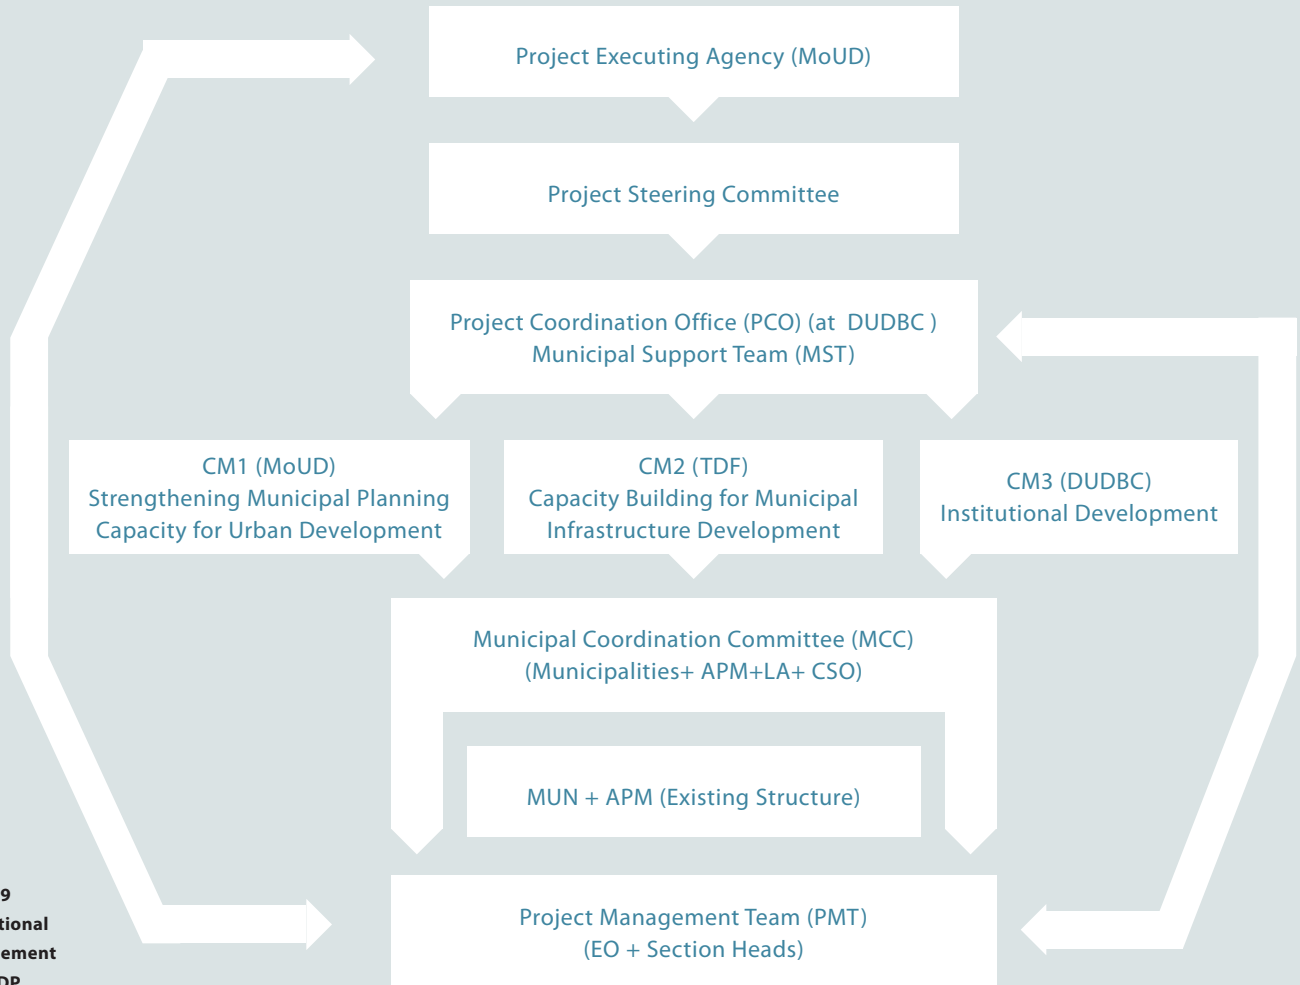 Project Executing Agency (MoUD)
Project Steering Committee
Project Coordination Office (PCO) (at DUDBC )
Municipal Support Team (MST)
CM1 (MoUD)
Strengthening Municipal Planning
Capacity for Urban Development
CM2 (TDF)
Capacity Building for Municipal
Infrastructure Development
CM3 (DUDBC)
Institutional Development
Municipal Coordination Committee (MCC)
(Municipalities+ APM+LA+ CSO)
MUN + APM (Existing Structure)
Project Management Team (PMT)
(EO + Section Heads)
9
tional
ement
DP